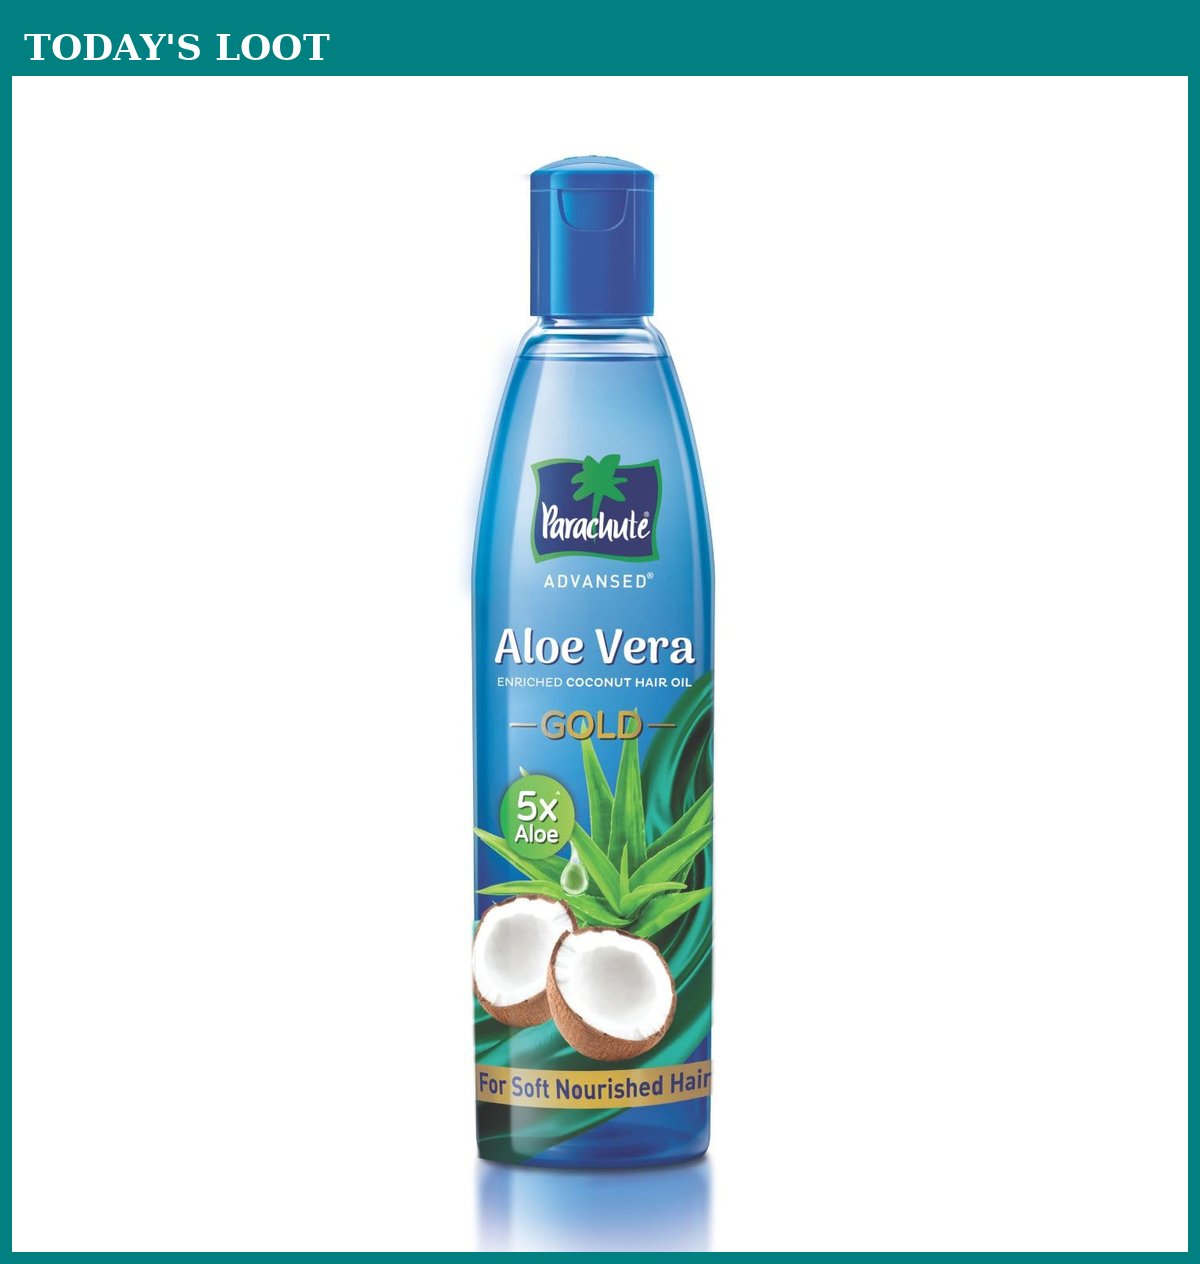 TODAY'S LOOT
Parachute®
ADVANSED®
Aloe Vera
ENRICHED COCONUT HAIR OIL
GOLD
5x^
Aloe
For Soft Nourished Hair